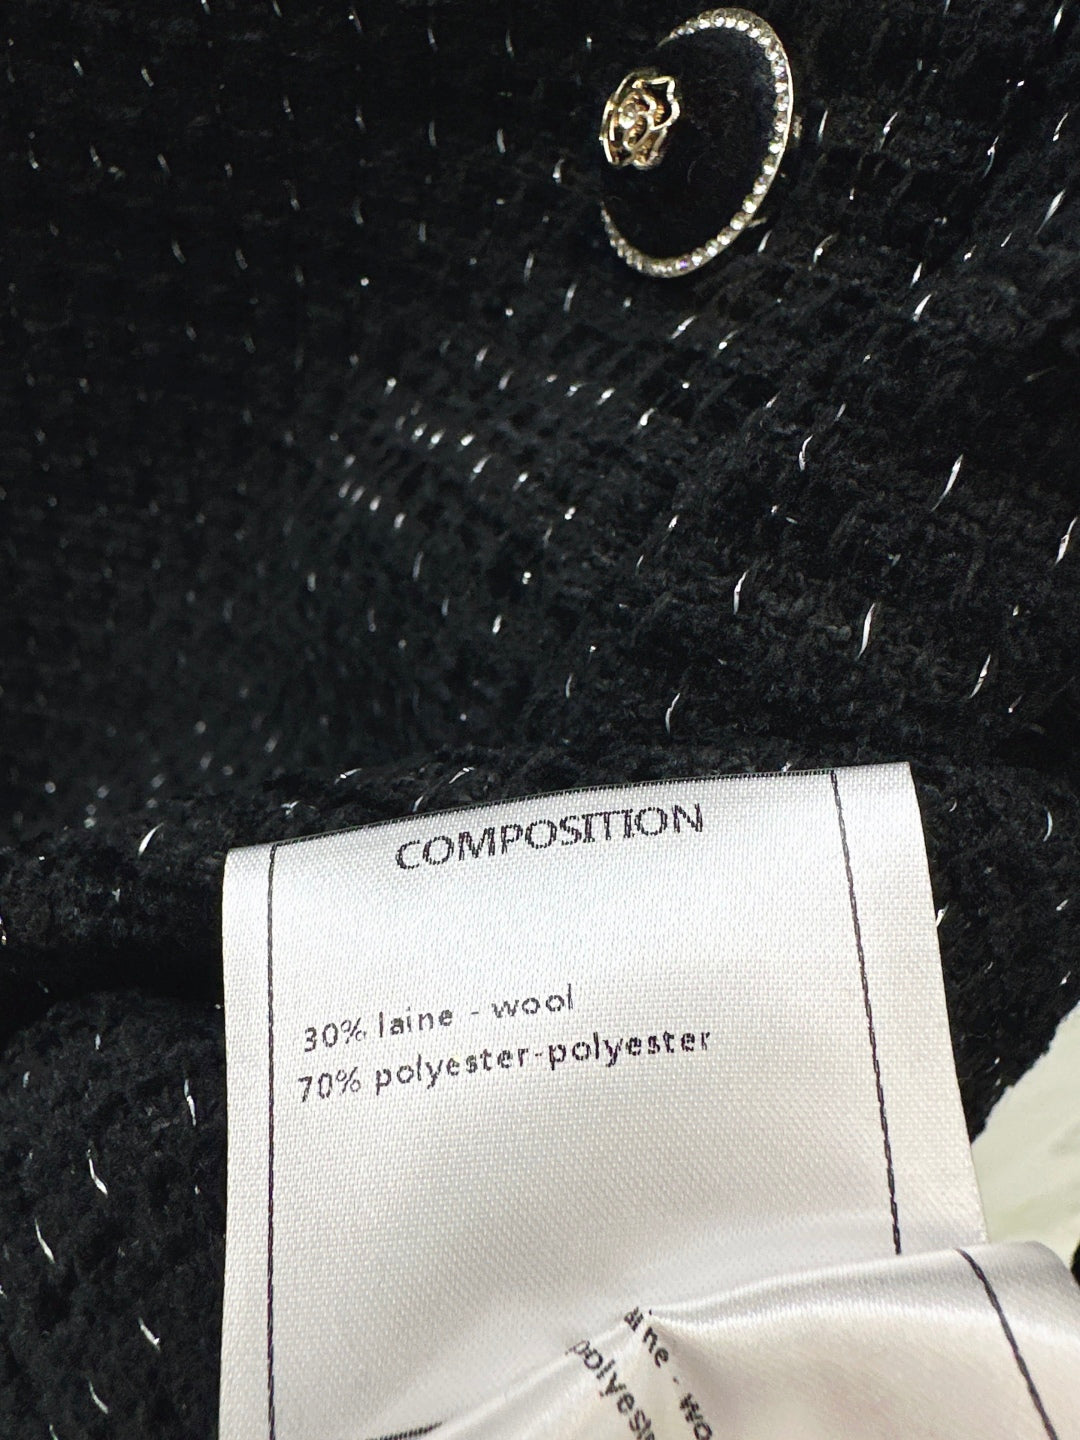 COMPOSITION
30% laine - wool
70% polyester-polyester